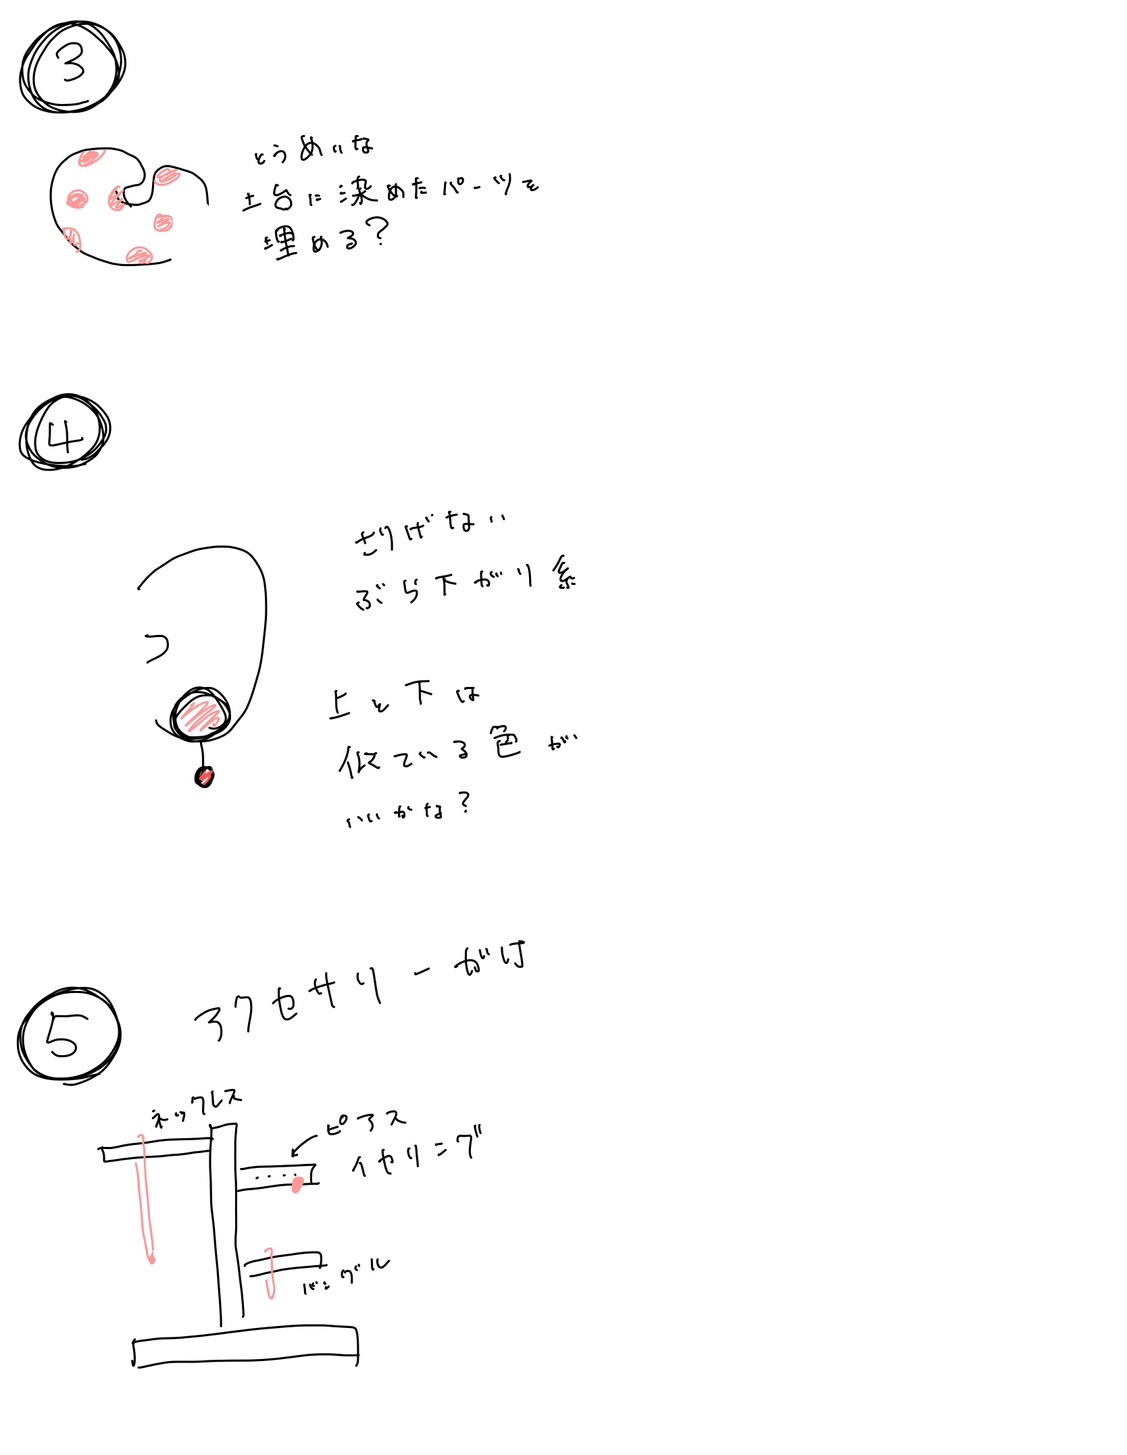 3
とうめいな
土台に染めたパーツを
埋める?
4
さりげない
ぶら下がり系
上と下は
似ている色が
いいかな?
5
アクセサリーがけ
ネックレス
ピアス
イヤリング
バングル